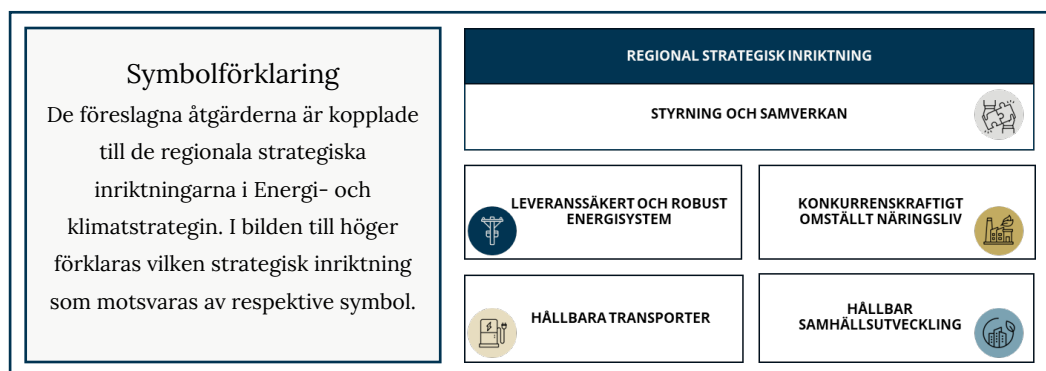 Symbolförklaring
De föreslagna åtgärderna är kopplade
till de regionala strategiska
inriktningarna i Energi- och
klimatstrategin. I bilden till höger
förklaras vilken strategisk inriktning
som motsvaras av respektive symbol.
REGIONAL STRATEGISK INRIKTNING
STYRNING OCH SAMVERKAN
LEVERANSSÄKERT OCH ROBUST
ENERGISYSTEM
KONKURRENSKRAFTIGT
OMSTÄLLT NÄRINGSLIV
HÅLLBARA TRANSPORTER
HÅLLBAR
SAMHÄLLSUTVECKLING